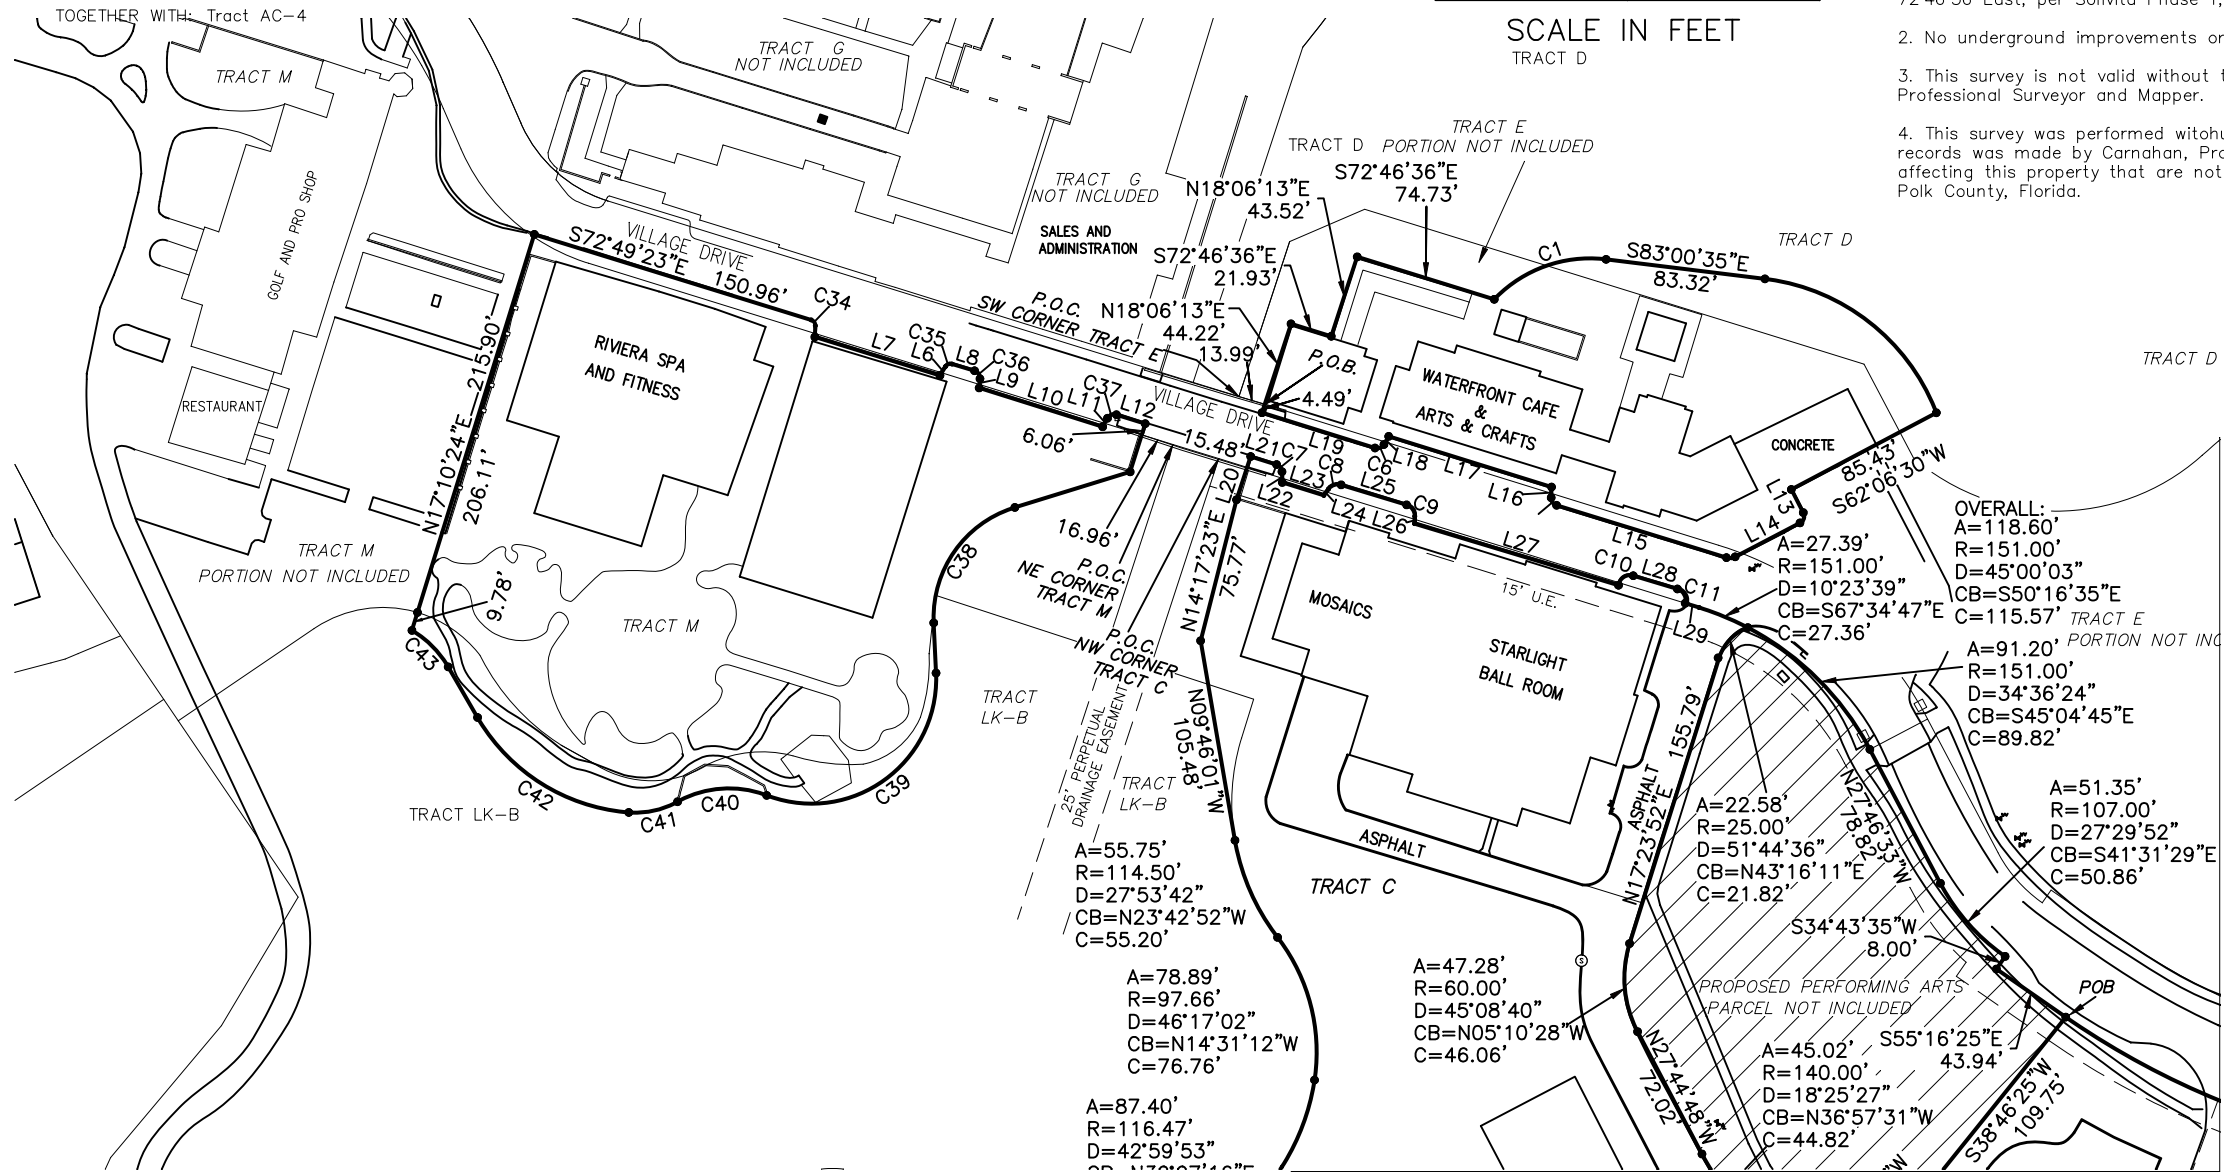 TOGETHER WITH: Tract AC-4
SCALE IN FEET
TRACT D
2. No underground improvements or
3. This survey is not valid without
Professional Surveyor and Mapper.
4. This survey was performed witohu
records was made by Carnahan, Pro
affecting this property that are not
Polk County, Florida.
TRACT M
GOLF AND PRO SHOP
RESTAURANT
TRACT G
NOT INCLUDED
TRACT G
NOT INCLUDED
SALES AND
ADMINISTRATION
TRACT E
PORTION NOT INCLUDED
TRACT D
S72°46'36"E
74.73'
N18°06'13"E
43.52'
S72°46'36"E
21.93'
N18°06'13"E
44.22'
13.99'
C1
S83°00'35"E
83.32'
TRACT D
TRACT D
VILLAGE DRIVE
S72°49'23"E
150.96'
C34
L7
L6
C35
L8
C36
L9
L10
L11
C37
L12
6.06'
P.O.C.
SW CORNER TRACT E
P.O.B.
4.49'
VILLAGE DRIVE
15.48'
L19
L21
C7
C6
L18
L17
L16
L15
L14
L13
L20
L22
L23
C8
L25
L24
C9
L26
L27
C10
L28
C11
L29
WATERFRONT CAFE
&
ARTS & CRAFTS
CONCRETE
85.43'
S62°06'30"W
RIVIERA SPA
AND FITNESS
N17°10'24"E
215.90'
206.11'
9.78'
TRACT M
PORTION NOT INCLUDED
TRACT M
C43
C42
C41
C40
C39
C38
TRACT LK-B
16.96'
P.O.C.
NE CORNER
TRACT M
P.O.C.
NW CORNER
TRACT C
TRACT
LK-B
25' PERPETUAL
DRAINAGE EASEMENT
TRACT
LK-B
N14°17'23"E
75.77'
N09°46'01"W
105.48'
MOSAICS
15' U.E.
STARLIGHT
BALL ROOM
ASPHALT
ASPHALT
TRACT C
155.79'
N17°23'52"E
A=27.39'
R=151.00'
D=10°23'39"
CB=S67°34'47"E
C=27.36'
OVERALL:
A=118.60'
R=151.00'
D=45°00'03"
CB=S50°16'35"E
C=115.57'
TRACT E
PORTION NOT INC
A=91.20'
R=151.00'
D=34°36'24"
CB=S45°04'45"E
C=89.82'
A=51.35'
R=107.00'
D=27°29'52"
CB=S41°31'29"E
C=50.86'
A=22.58'
R=25.00'
D=51°44'36"
CB=N43°16'11"E
C=21.82'
N27°46'33"W
78.82'
S34°43'35"W
8.00'
PROPOSED PERFORMING ARTS
PARCEL NOT INCLUDED
POB
S55°16'25"E
43.94'
A=55.75'
R=114.50'
D=27°53'42"
CB=N23°42'52"W
C=55.20'
A=78.89'
R=97.66'
D=46°17'02"
CB=N14°31'12"W
C=76.76'
A=47.28'
R=60.00'
D=45°08'40"
CB=N05°10'28"W
C=46.06'
S
N27°44'48"W
72.02'
A=45.02'
R=140.00'
D=18°25'27"
CB=N36°57'31"W
C=44.82'
S38°46'25"W
109.75'
A=87.40'
R=116.47'
D=42°59'53"